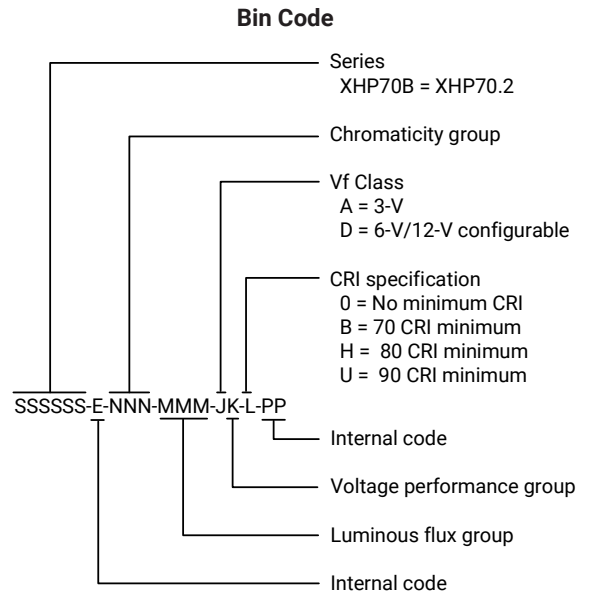 Bin Code
Series
XHP70B = XHP70.2
Chromaticity group
Vf Class
A = 3-V
D = 6-V/12-V configurable
CRI specification
0 = No minimum CRI
B = 70 CRI minimum
H = 80 CRI minimum
U = 90 CRI minimum
SSSSSS-E-NNN-MMM-JK-L-PP
Internal code
Voltage performance group
Luminous flux group
Internal code